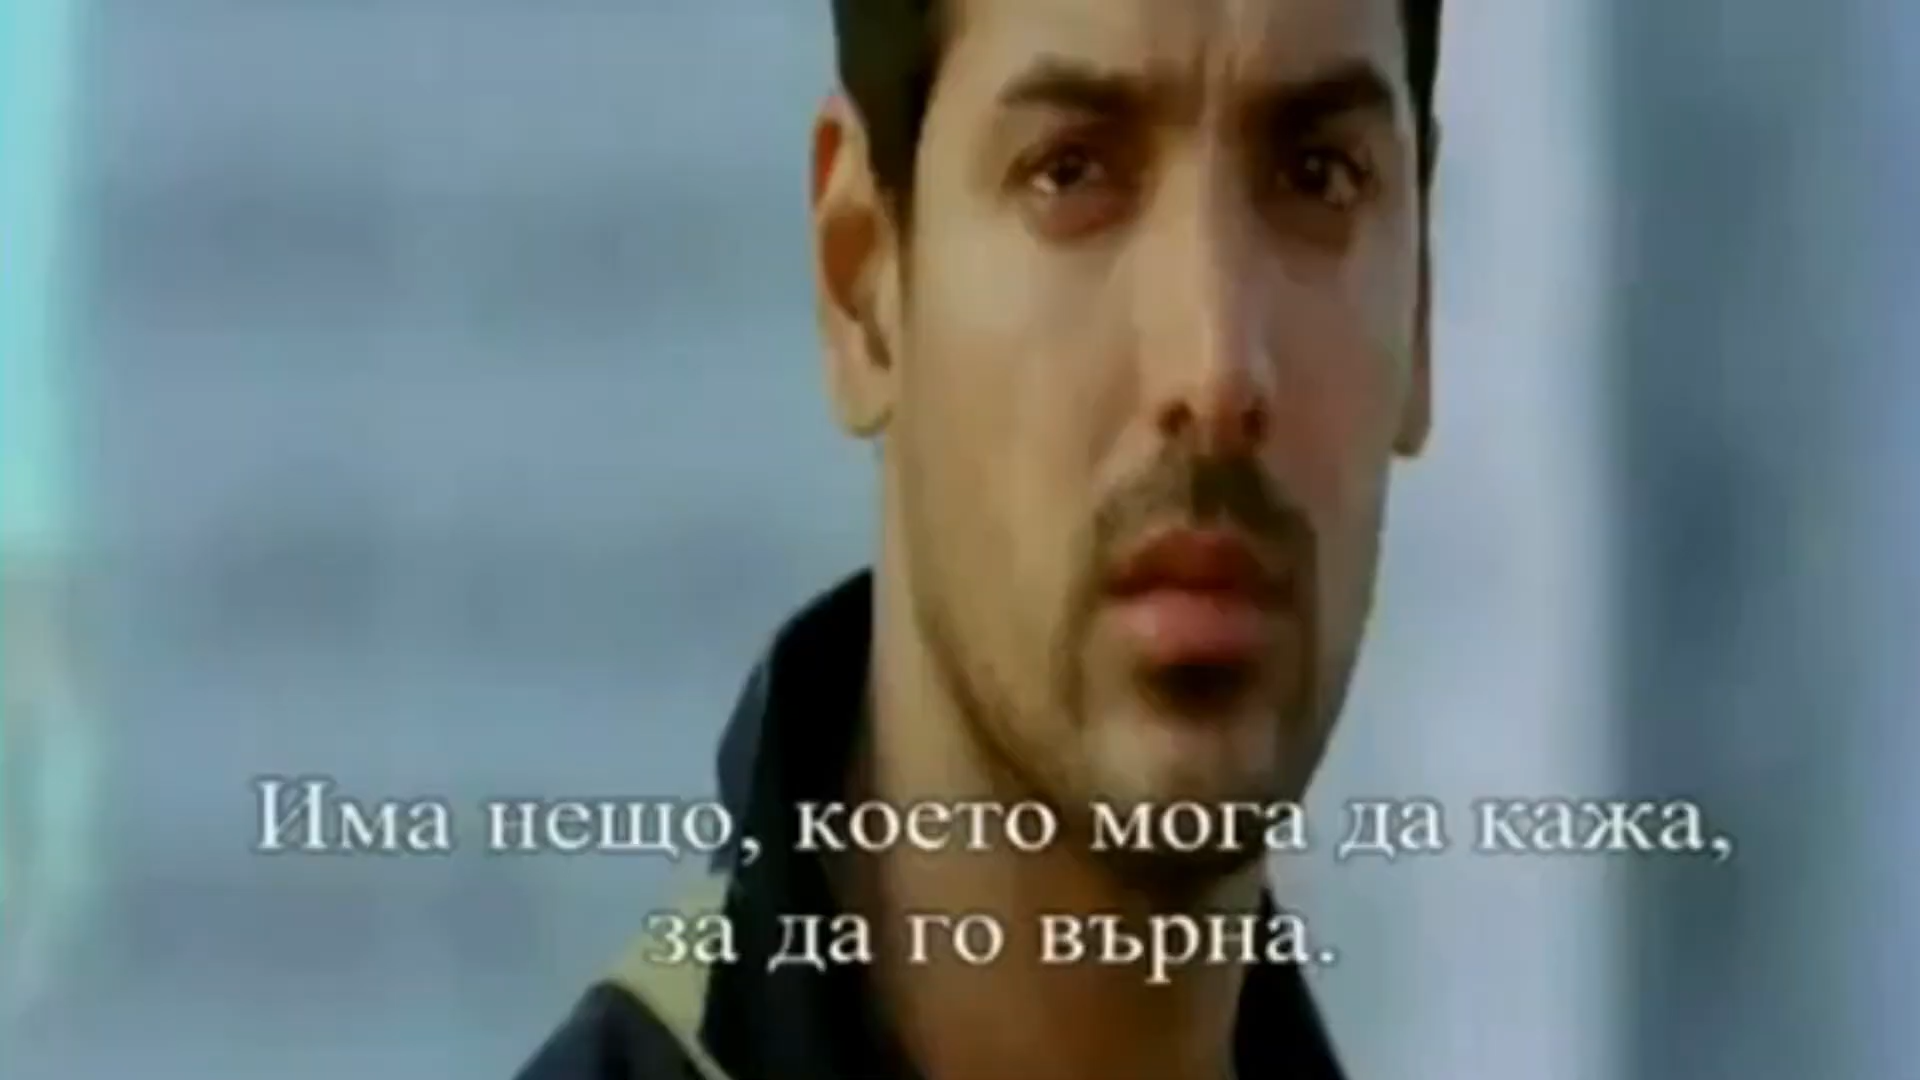 Има нещо, което мога да кажа,
за да го върна.